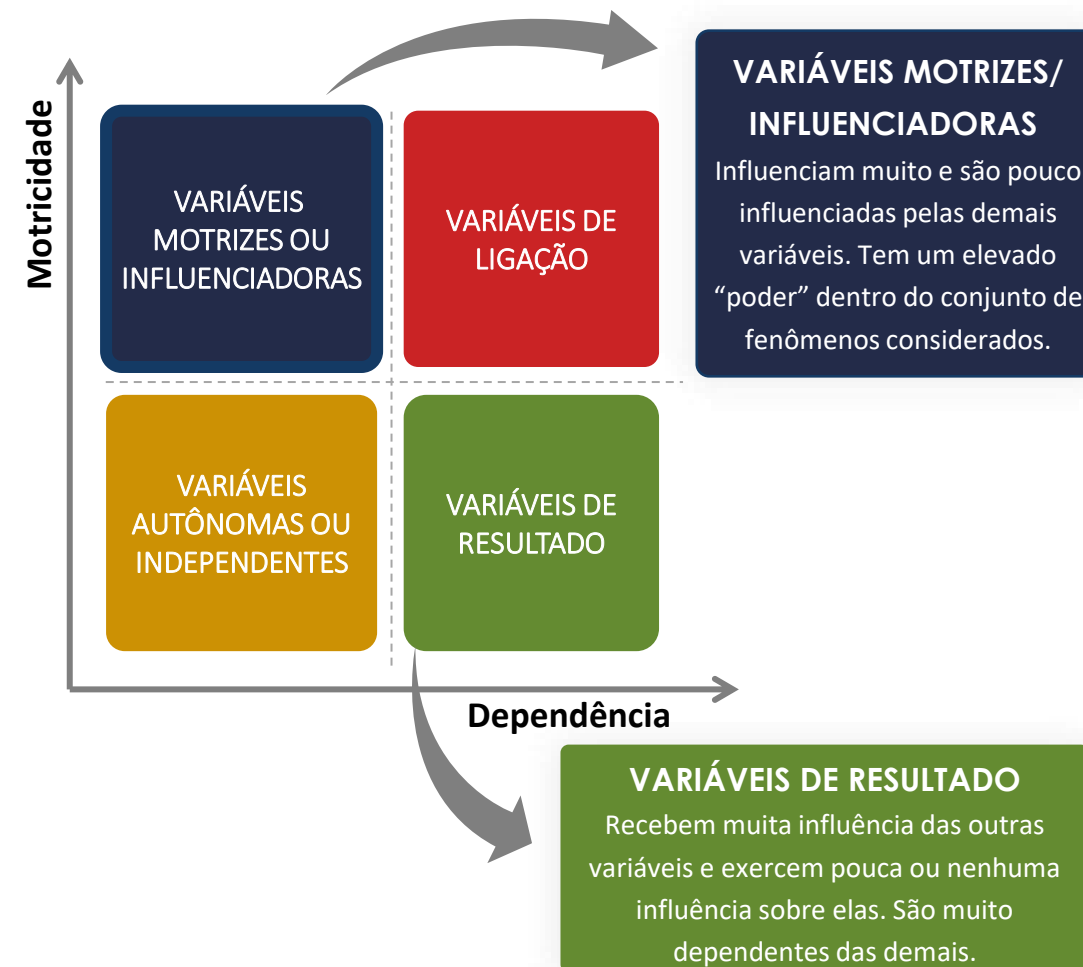 Motricidade
VARIÁVEIS
MOTRIZES OU
INFLUENCIADORAS
VARIÁVEIS DE
LIGAÇÃO
VARIÁVEIS MOTRIZES/
INFLUENCIADORAS
Influenciam muito e são pouco
influenciadas pelas demais
variáveis. Tem um elevado
“poder” dentro do conjunto de
fenômenos considerados.
VARIÁVEIS
AUTÔNOMAS OU
INDEPENDENTES
VARIÁVEIS DE
RESULTADO
Dependência
VARIÁVEIS DE RESULTADO
Recebem muita influência das outras
variáveis e exercem pouca ou nenhuma
influência sobre elas. São muito
dependentes das demais.